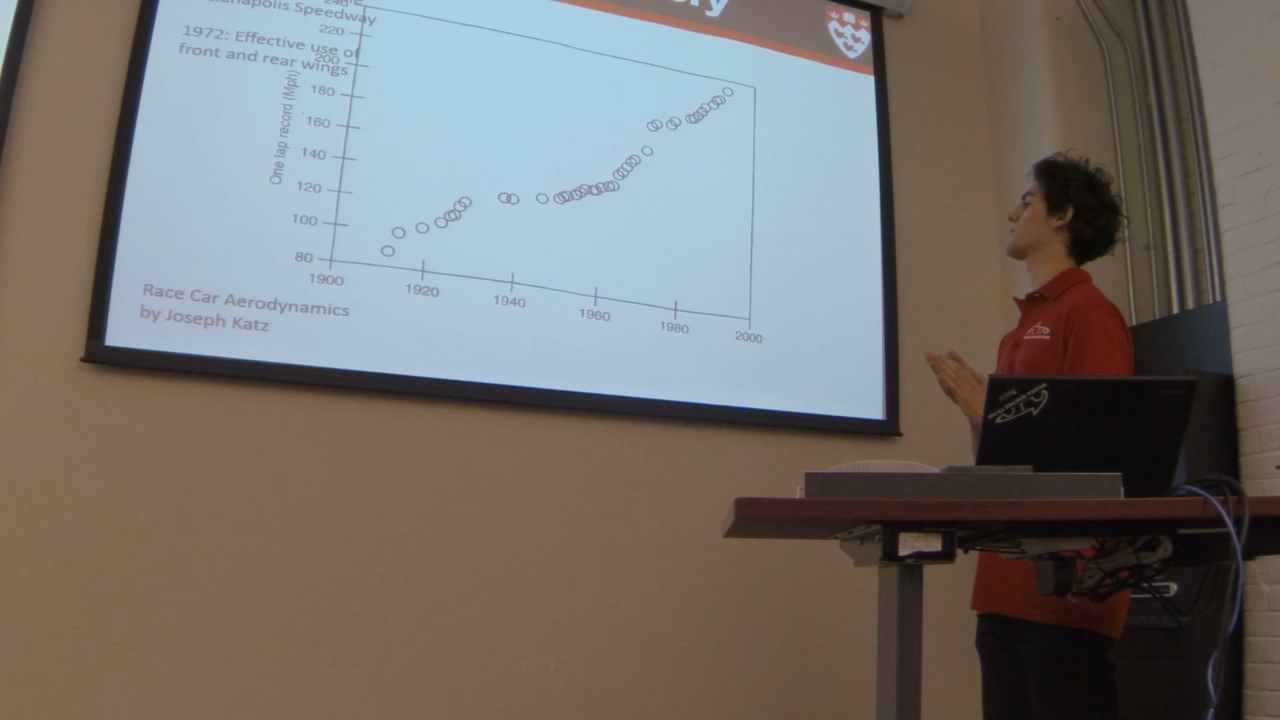 Speedway
1972: Effective use of
front and rear wings
One lap record (Mph)
240
220
200
180
160
140
120
100
80
1900
1920
1940
1960
1980
2000
Race Car Aerodynamics
by Joseph Katz